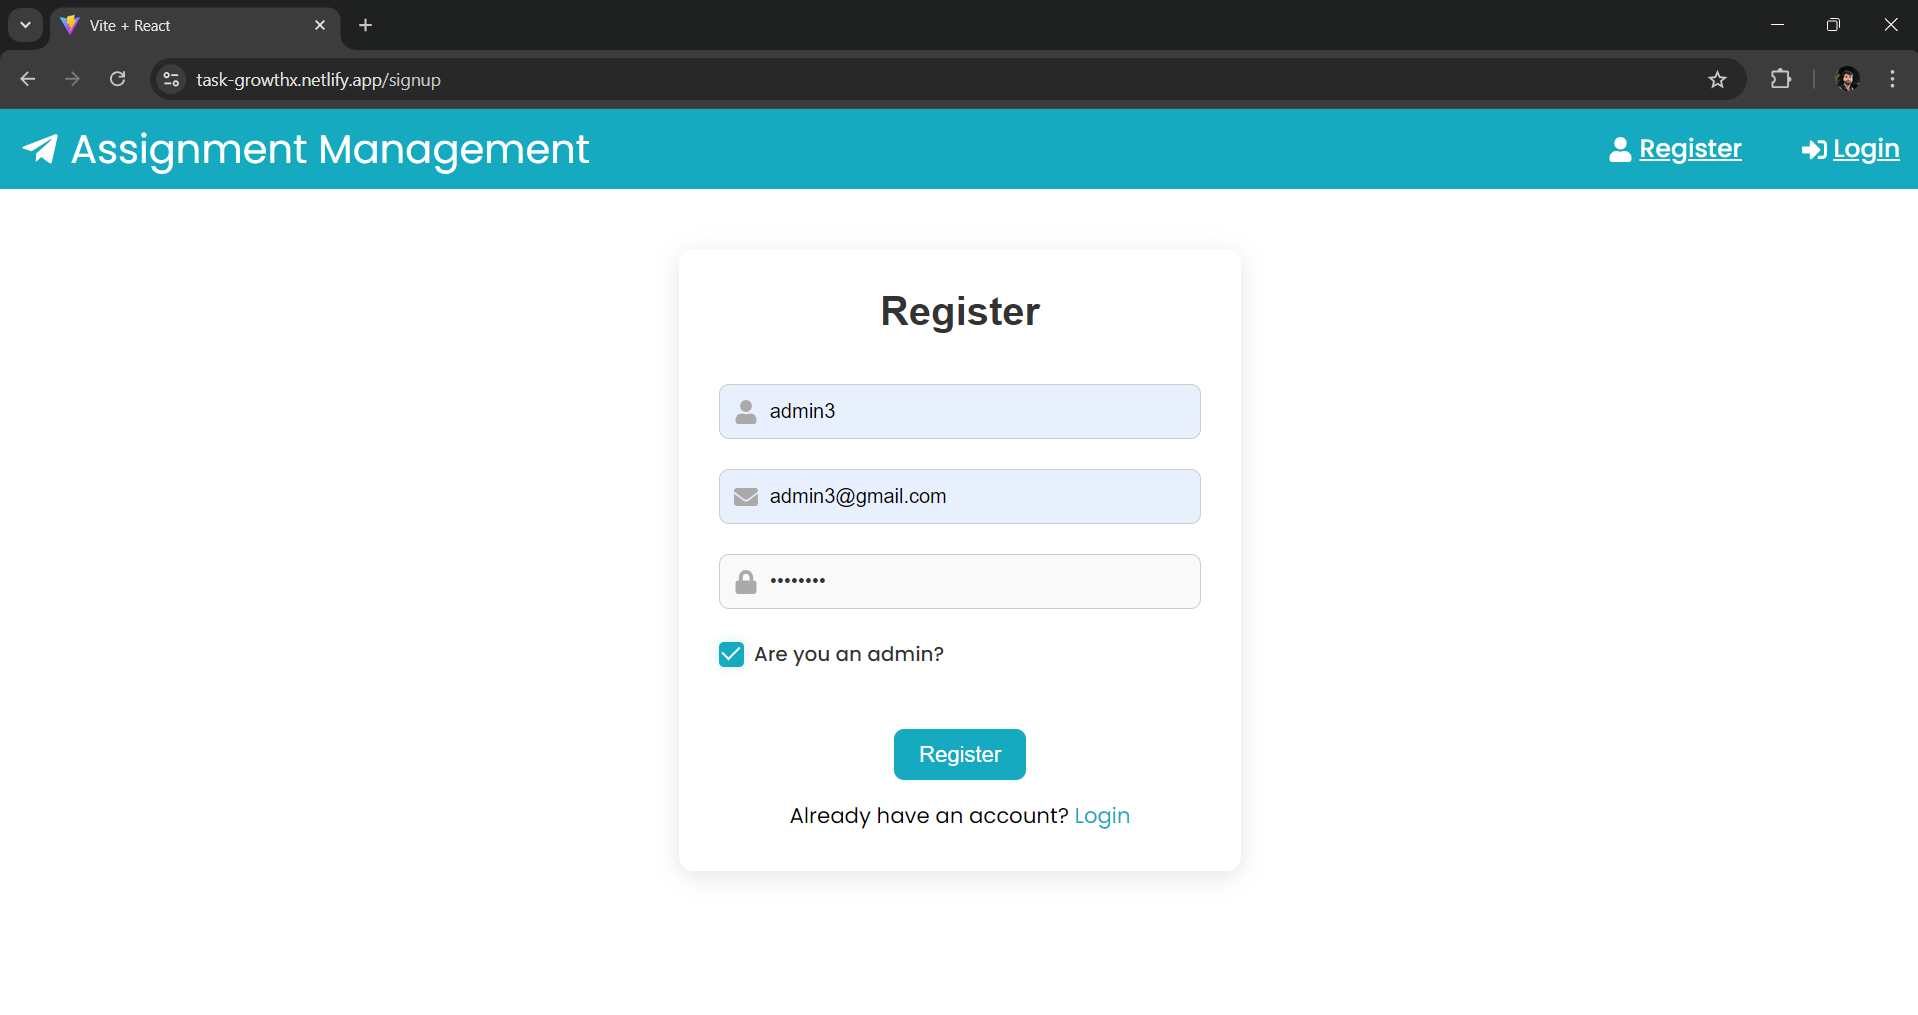 Vite + React
task-growthx.netlify.app/signup
Assignment Management
Register
Login
Register
admin3
admin3@gmail.com
••••••••
Are you an admin?
Register
Already have an account? Login